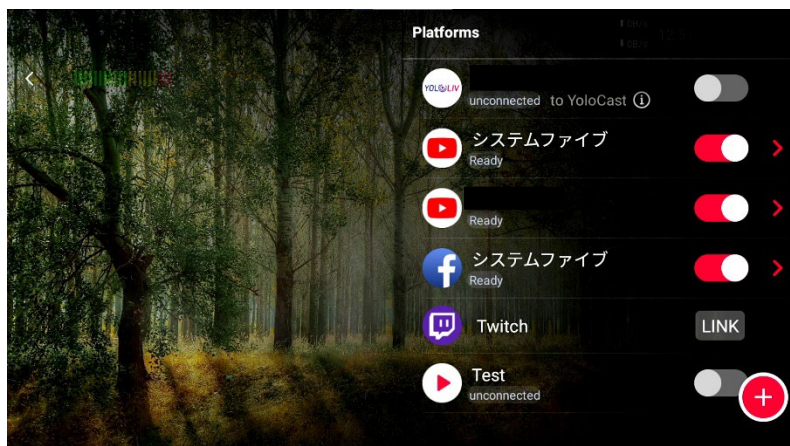 Platforms
YOLOLIV
unconnected to YoloCast
システムファイブ
Ready
Ready
システムファイブ
Ready
Twitch
LINK
Test
unconnected